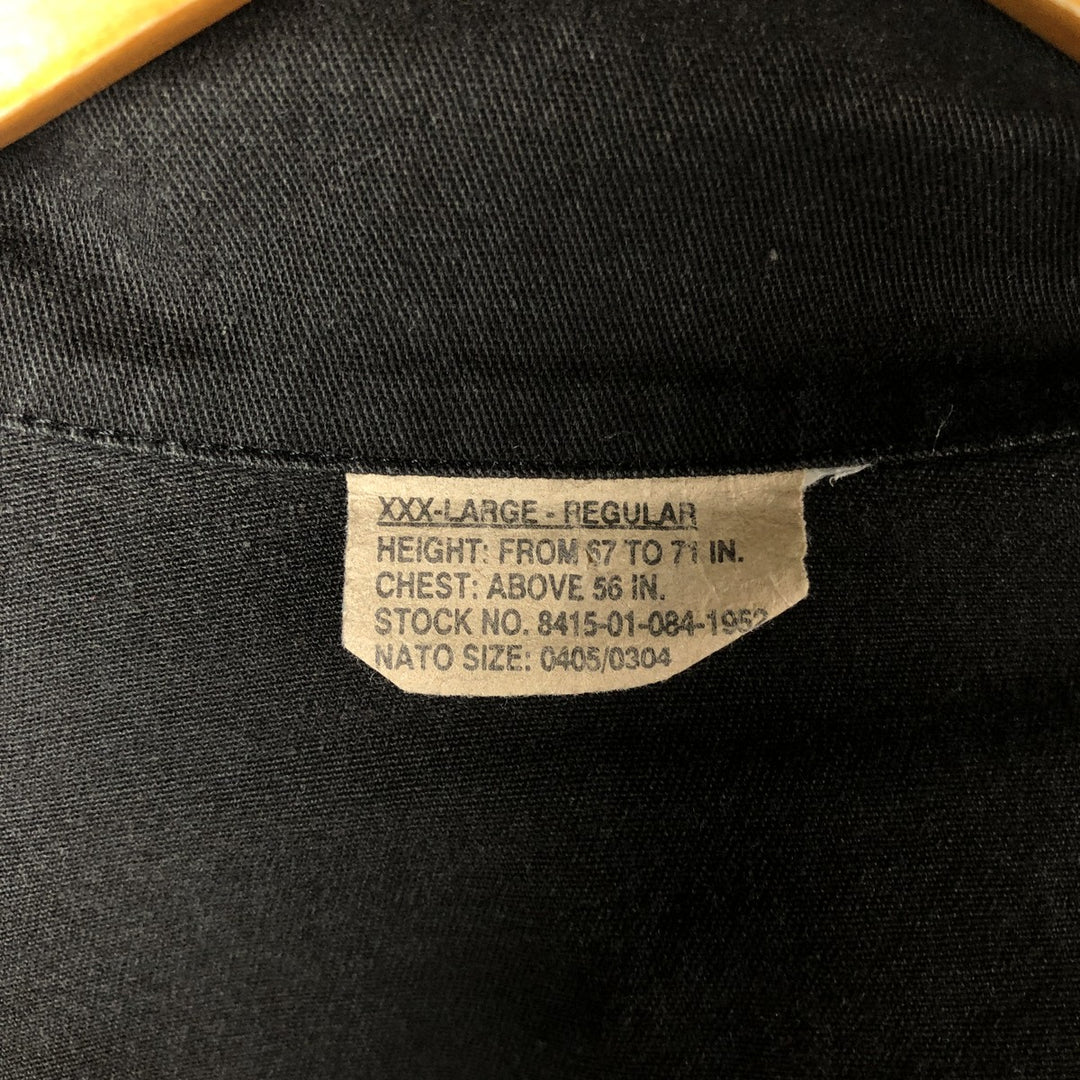 XXX-LARGE - REGULAR
HEIGHT: FROM 67 TO 71 IN.
CHEST: ABOVE 56 IN.
STOCK NO. 8415-01-084-1952
NATO SIZE: 0405/0304